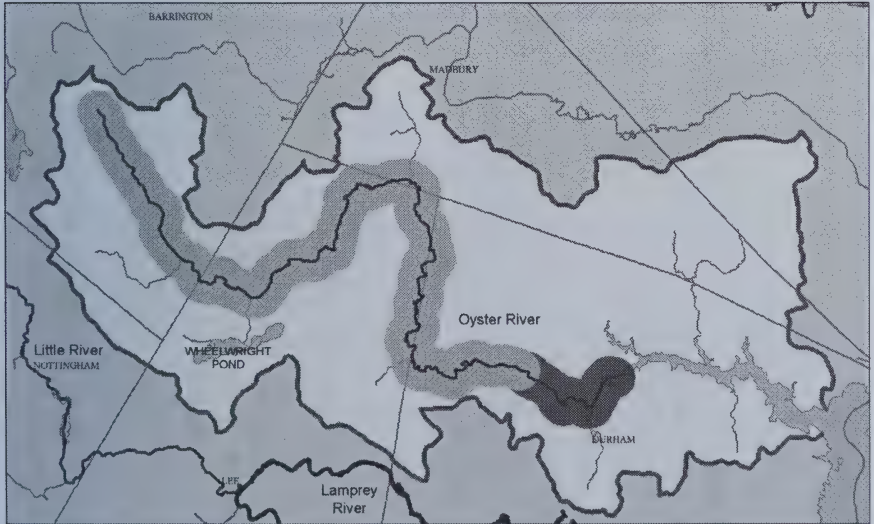 BARRINGTON
MADBURY
Oyster River
Little River
NOTTINGHAM
WHEELWRIGHT
POND
DURHAM
LEE
Lamprey
River